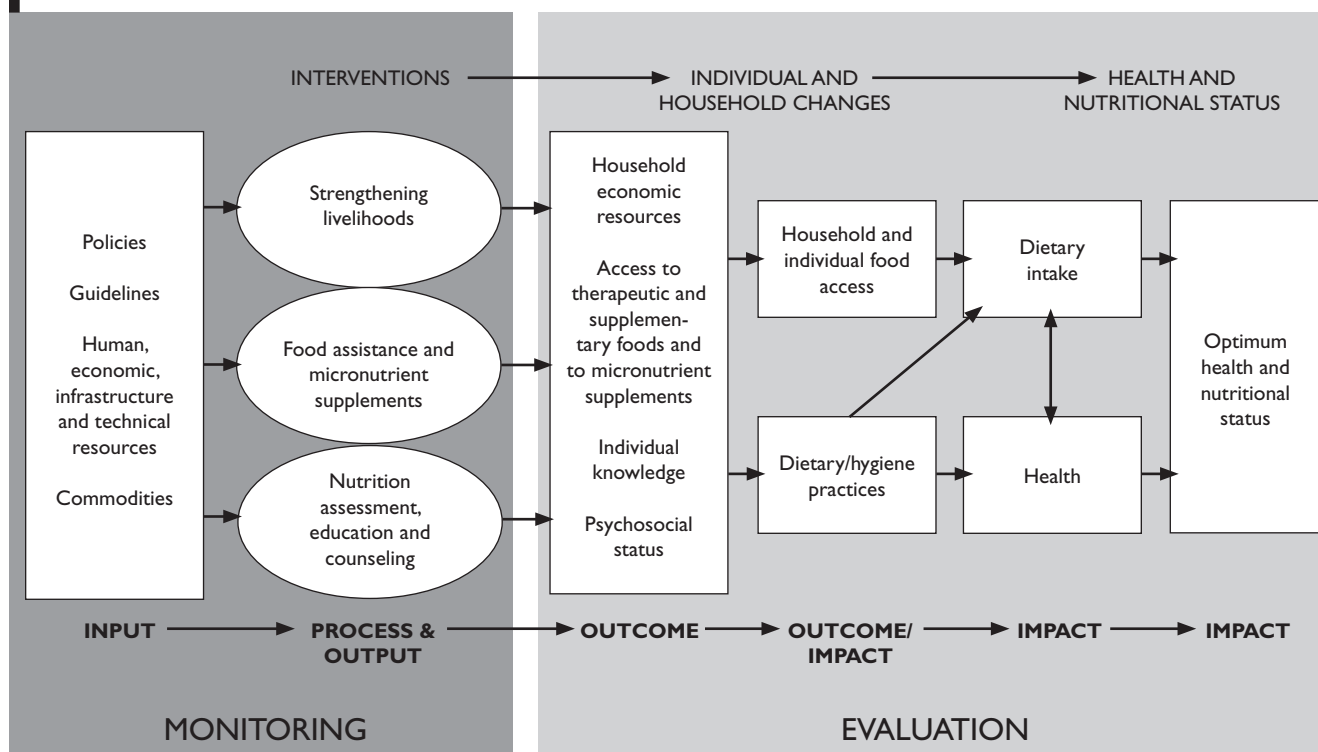 INTERVENTIONS
INDIVIDUAL AND
HOUSEHOLD CHANGES
HEALTH AND
NUTRITIONAL STATUS
Policies
Guidelines
Human,
economic,
infrastructure
and technical
resources
Commodities
Strengthening
livelihoods
Food assistance and
micronutrient
supplements
Nutrition
assessment,
education and
counseling
Household
economic
resources
Access to
therapeutic and
supplemen-
tary foods and
to micronutrient
supplements
Individual
knowledge
Psychosocial
status
Household and
individual food
access
Dietary/hygiene
practices
Dietary
intake
Health
Optimum
health and
nutritional
status
INPUT
PROCESS &
OUTPUT
OUTCOME
OUTCOME/
IMPACT
IMPACT
IMPACT
MONITORING
EVALUATION